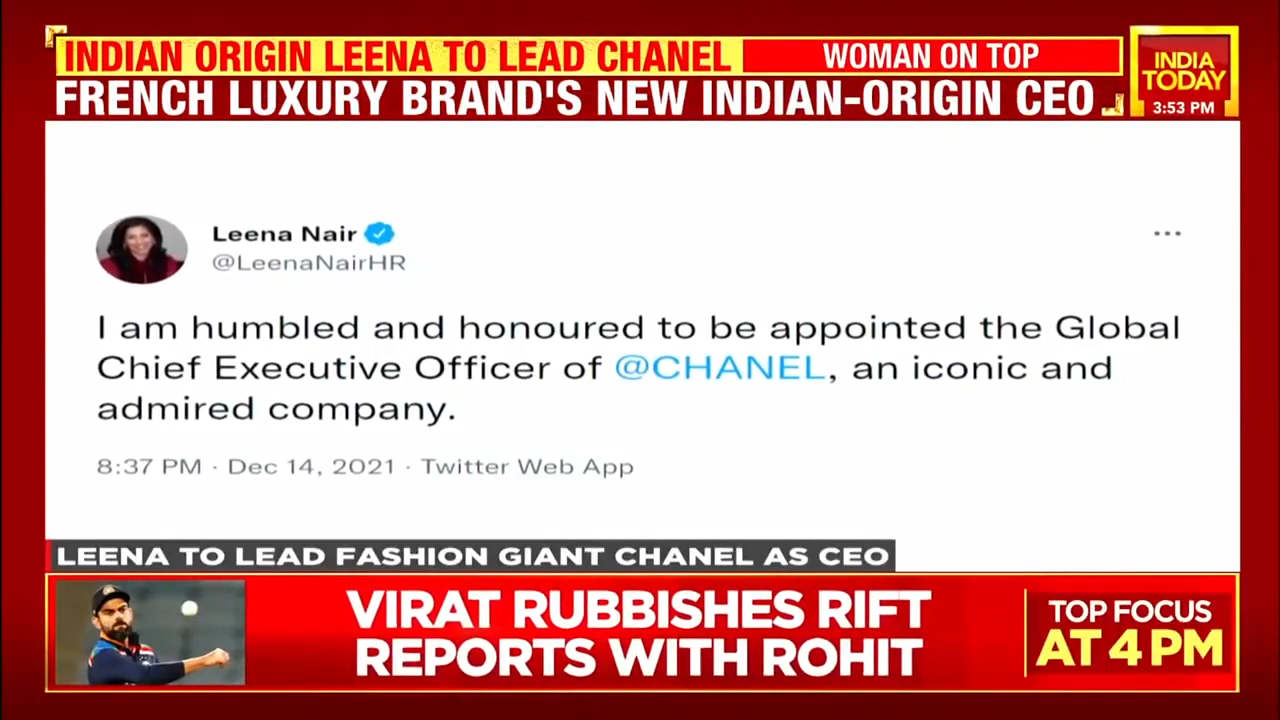 INDIAN ORIGIN LEENA TO LEAD CHANEL
WOMAN ON TOP
FRENCH LUXURY BRAND'S NEW INDIAN-ORIGIN CEO
INDIA
TODAY
3:53 PM
Leena Nair
@LeenaNairHR
I am humbled and honoured to be appointed the Global
Chief Executive Officer of @CHANEL, an iconic and
admired company.
8:37 PM · Dec 14, 2021 · Twitter Web App
LEENA TO LEAD FASHION GIANT CHANEL AS CEO
VIRAT RUBBISHES RIFT
REPORTS WITH ROHIT
TOP FOCUS
AT 4 PM